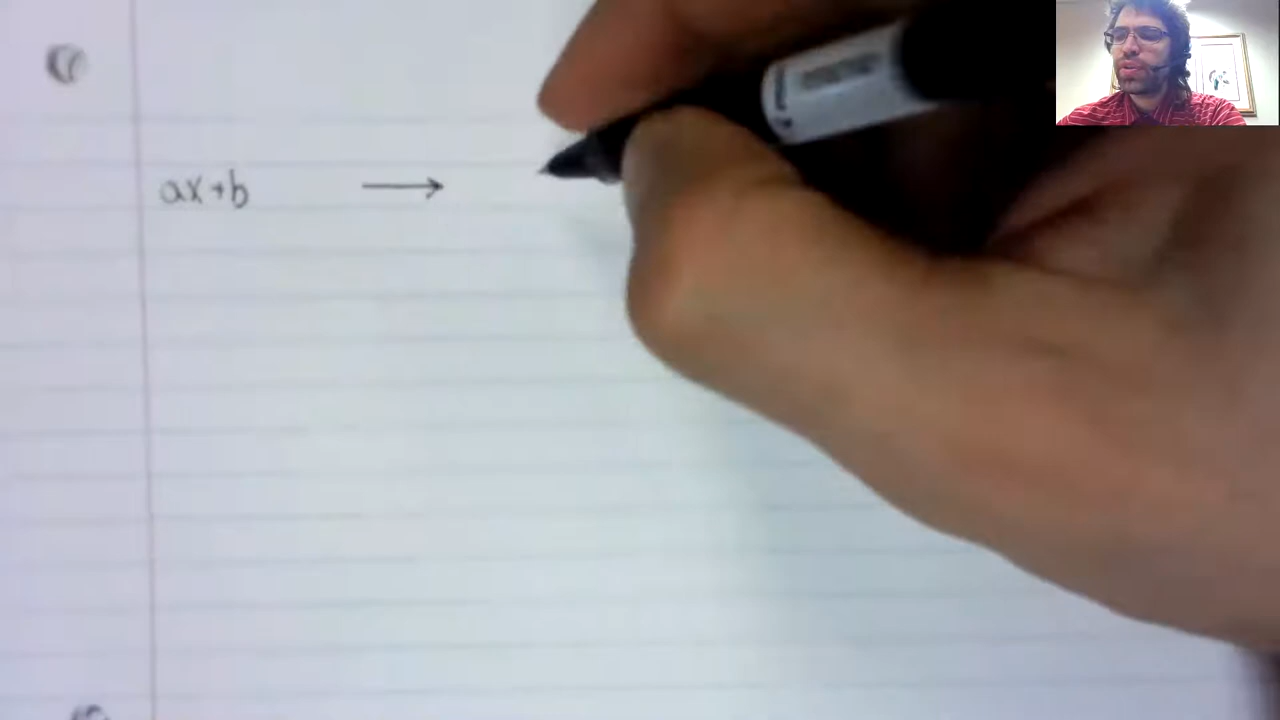 ax+b →